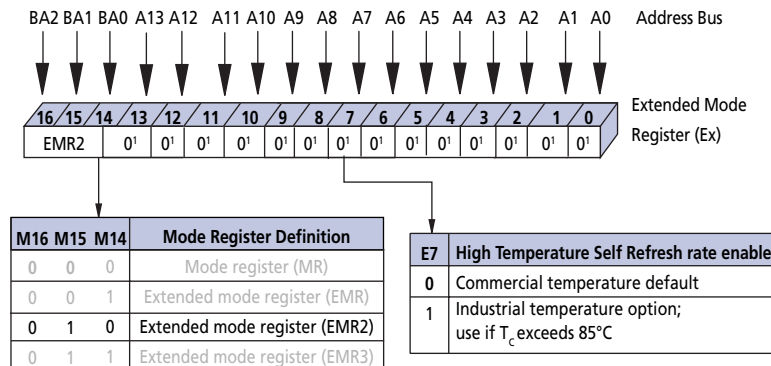 BA2 BA1 BA0 A13 A12 A11 A10 A9 A8 A7 A6 A5 A4 A3 A2 A1 A0 Address Bus
16 15 14 13 12 11 10 9 8 7 6 5 4 3 2 1 0 Extended Mode
Register (Ex)
EMR2 0¹ 0¹ 0¹ 0¹ 0¹ 0¹ 0¹ 0¹ 0¹ 0¹ 0¹ 0¹ 0¹ 0¹
M16 M15 M14 Mode Register Definition
0 0 0 Mode register (MR)
0 0 1 Extended mode register (EMR)
0 1 0 Extended mode register (EMR2)
0 1 1 Extended mode register (EMR3)
E7 High Temperature Self Refresh rate enable
0 Commercial temperature default
1 Industrial temperature option;
use if Tc exceeds 85°C